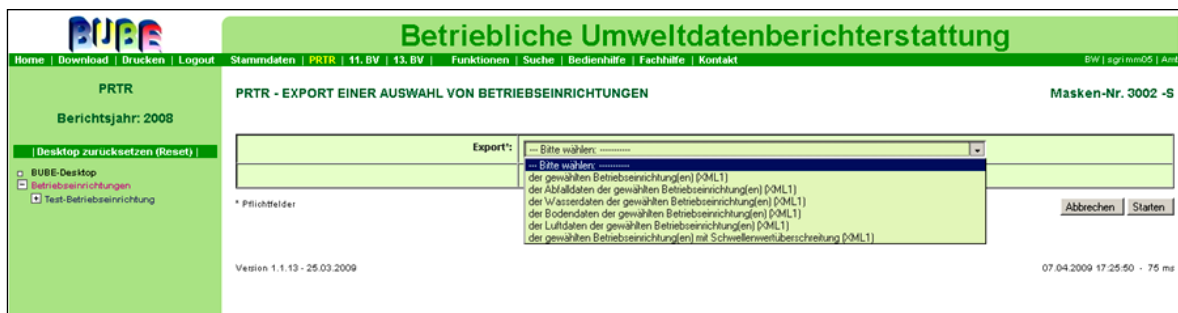 BUBE
Betriebliche Umweltdatenberichterstattung
Home | Download | Drucken | Logout
Stammdaten | PRTR | 11. BV | 13. BV | Funktionen | Suche | Bedienhilfe | Fachhilfe | Kontakt
BW | sgrimm05 | Amt
PRTR
Berichtsjahr: 2008
|Desktop zurücksetzen (Reset) |
BUBE-Desktop
Betriebseinrichtungen
Test-Betriebseinrichtung
PRTR - EXPORT EINER AUSWAHL VON BETRIEBSEINRICHTUNGEN
Masken-Nr. 3002 -S
Export*:
--- Bitte wählen: -----------
--- Bitte wählen: -----------
der gewählten Betriebseinrichtung(en) (XML1)
der Abfalldaten der gewählten Betriebseinrichtung(en) (XML1)
der Wasserdaten der gewählten Betriebseinrichtung(en) (XML1)
der Bodendaten der gewählten Betriebseinrichtung(en) (XML1)
der Luftdaten der gewählten Betriebseinrichtung(en) (XML1)
der gewählten Betriebseinrichtung(en) mit Schwellenwertüberschreitung (XML1)
* Pflichtfelder
Abbrechen
Starten
Version 1.1.13 - 25.03.2009
07.04.2009 17:25:50 - 75 ms